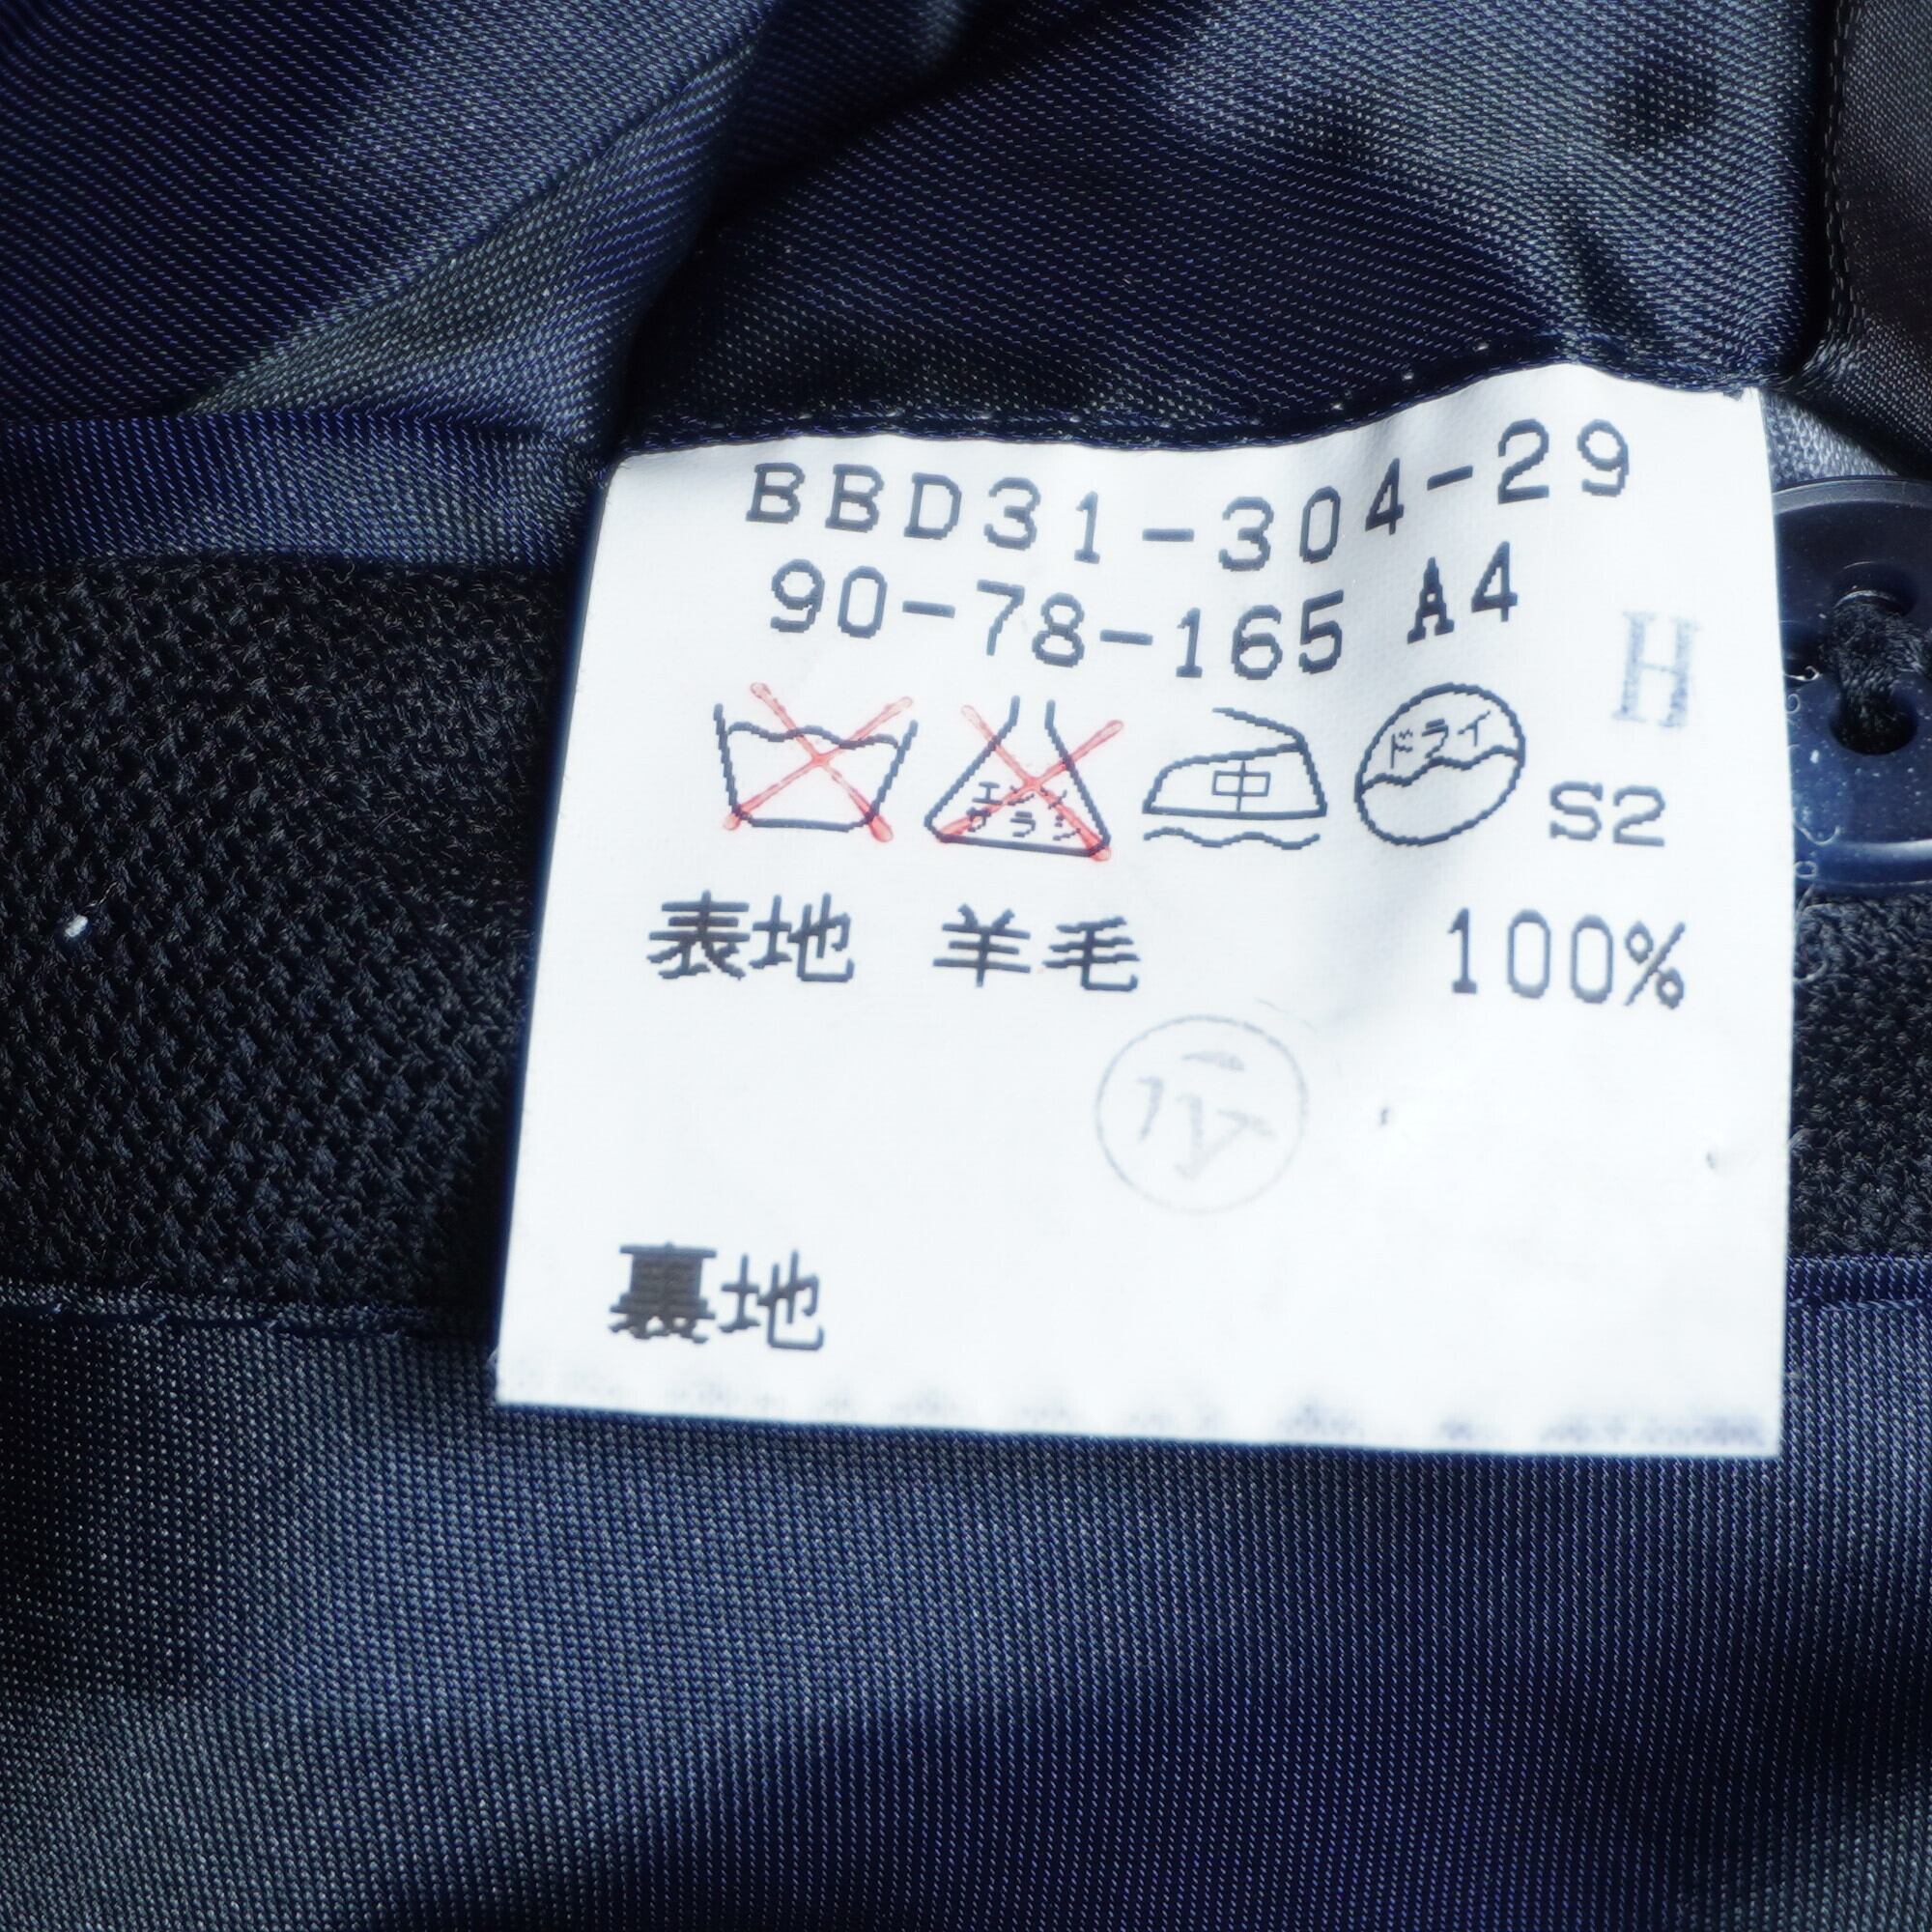 BBD31-304-29
90-78-165 A4
H
エンソ
サラシ
中
ドライ
S2
表地 羊毛 100%
裏地